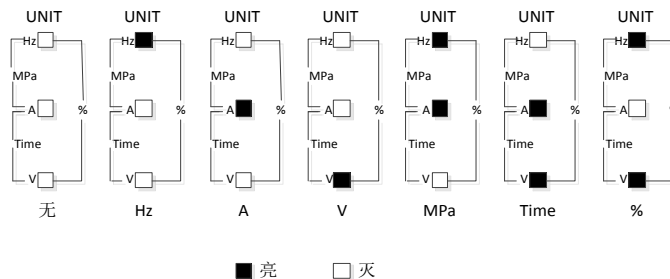 UNIT UNIT UNIT UNIT UNIT UNIT UNIT
Hz Hz Hz Hz Hz Hz Hz
MPa MPa MPa MPa MPa MPa MPa
A % A % A % A % A % A % A %
Time Time Time Time Time Time Time
V V V V V V V
无 Hz A V MPa Time %
亮 灭